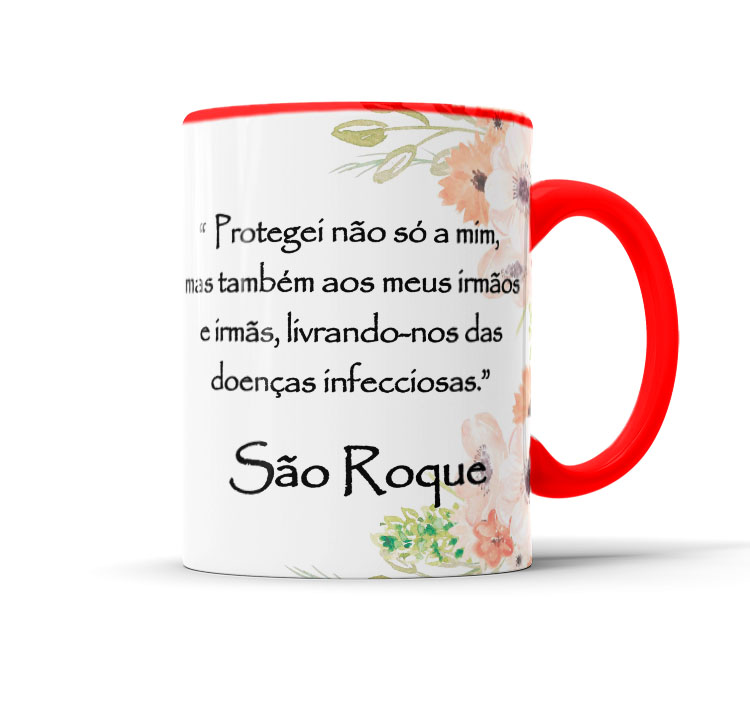 “ Protegei não só a mim,
mas também aos meus irmãos
e irmãs, livrando-nos das
doenças infecciosas.”
São Roque